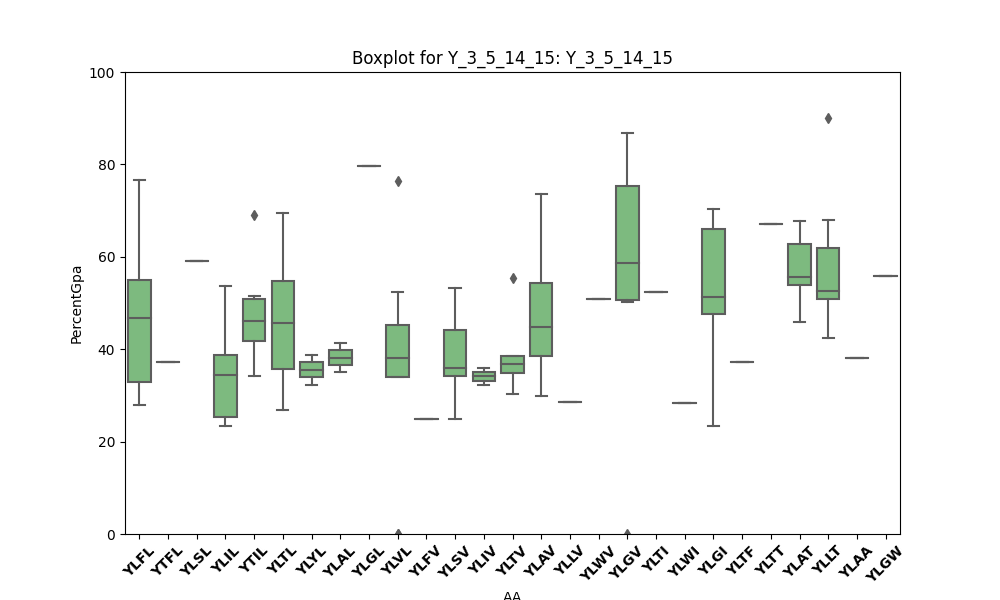 Boxplot for Y_3_5_14_15: Y_3_5_14_15
100
80
60
40
20
0
PercentGpa
YLFL YTFL YLSL YLIL YTIL YLTL YLYL YLAL YLGL YLVL YLFV YLSV YLIV YLTV YLAV YLLV YLWV YLGV YLTI YLWI YLGI YLTF YLTT YLAT YLLT YLAA YLGW
AA